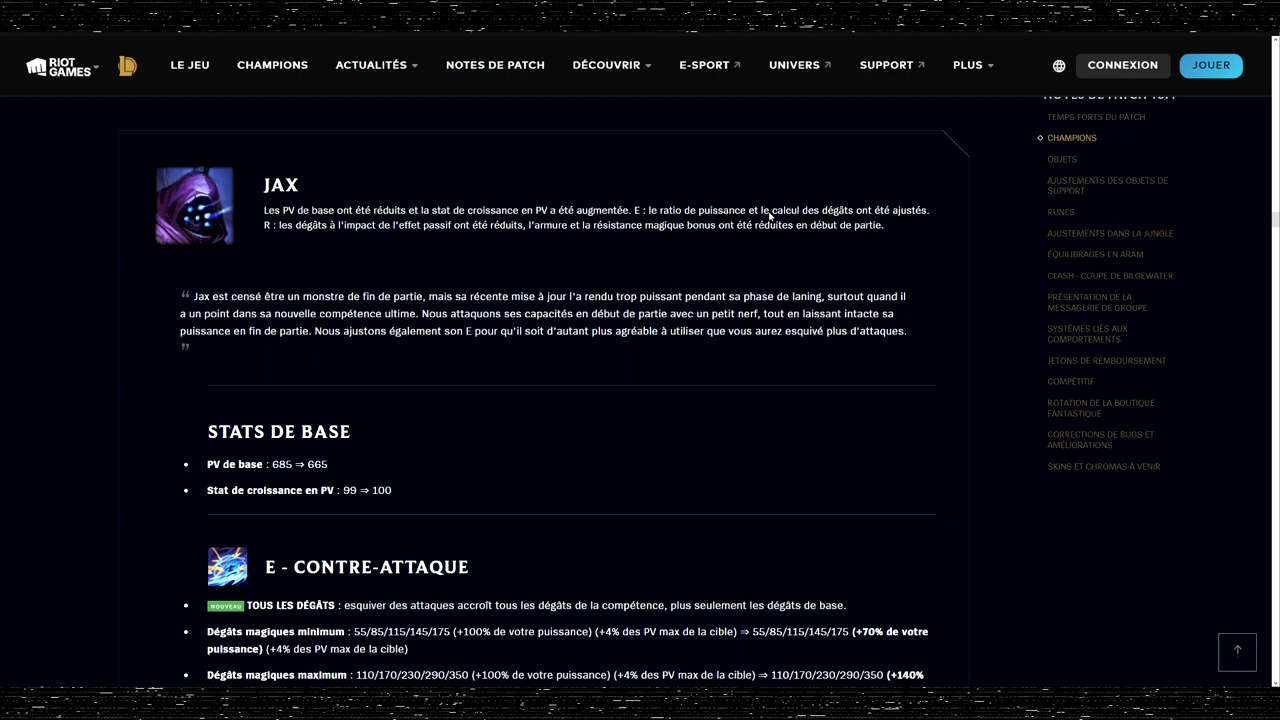 RIOT GAMES
LE JEU CHAMPIONS ACTUALITÉS NOTES DE PATCH DÉCOUVRIR E-SPORT UNIVERS SUPPORT PLUS CONNEXION JOUER
JAX
Les PV de base ont été réduits et la stat de croissance en PV a été augmentée. E : le ratio de puissance et le calcul des dégâts ont été ajustés.
R : les dégâts à l'impact de l'effet passif ont été réduits, l'armure et la résistance magique bonus ont été réduites en début de partie.
“ Jax est censé être un monstre de fin de partie, mais sa récente mise à jour l'a rendu trop puissant pendant sa phase de laning, surtout quand il
a un point dans sa nouvelle compétence ultime. Nous attaquons ses capacités en début de partie avec un petit nerf, tout en laissant intacte sa
puissance en fin de partie. Nous ajustons également son E pour qu'il soit d'autant plus agréable à utiliser que vous aurez esquivé plus d'attaques.
”
STATS DE BASE
• PV de base : 685 ⇒ 665
• Stat de croissance en PV : 99 ⇒ 100
E - CONTRE-ATTAQUE
• NOUVEAU TOUS LES DÉGÂTS : esquiver des attaques accroît tous les dégâts de la compétence, plus seulement les dégâts de base.
• Dégâts magiques minimum : 55/85/115/145/175 (+100% de votre puissance) (+4% des PV max de la cible) ⇒ 55/85/115/145/175 (+70% de votre
puissance) (+4% des PV max de la cible)
• Dégâts magiques maximum : 110/170/230/290/350 (+100% de votre puissance) (+4% des PV max de la cible) ⇒ 110/170/230/290/350 (+140%
TEMPS FORTS DU PATCH
CHAMPIONS
OBJETS
AJUSTEMENTS DES OBJETS DE
SUPPORT
RUNES
AJUSTEMENTS DANS LA JUNGLE
ÉQUILIBRAGES EN ARAM
CLASH - COUPE DE BILGEWATER
PRÉSENTATION DE LA
MESSAGERIE DE GROUPE
SYSTÈMES LIÉS AUX
COMPORTEMENTS
JETONS DE REMBOURSEMENT
COMPÉTITIF
ROTATION DE LA BOUTIQUE
FANTASTIQUE
CORRECTIONS DE BUGS ET
AMÉLIORATIONS
SKINS ET CHROMAS À VENIR